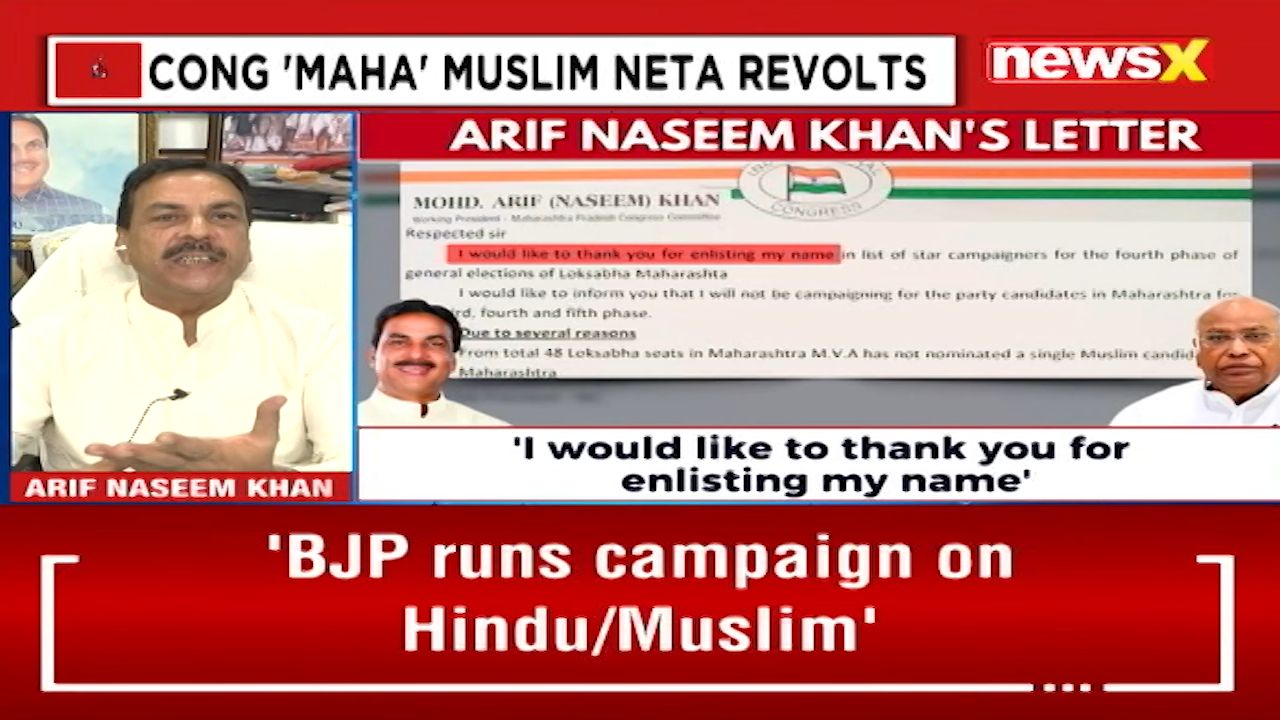 CONG 'MAHA' MUSLIM NETA REVOLTS
newsX
ARIF NASEEM KHAN'S LETTER
CONGRESS
MOHD. ARIF (NASEEM) KHAN
Working President - Maharashtra Pradesh Congress Committee
Respected sir
I would like to thank you for enlisting my name in list of star campaigners for the fourth phase of
general elections of Loksabha Maharashta
I would like to inform you that I will not be campaigning for the party candidates in Maharashtra
fourth and fifth phase.
Due to several reasons
From total 48 Loksabha seats in Maharashtra M.V.A has not nominated a single Muslim
Maharashtra
'I would like to thank you for
enlisting my name'
ARIF NASEEM KHAN
'BJP runs campaign on
Hindu/Muslim'